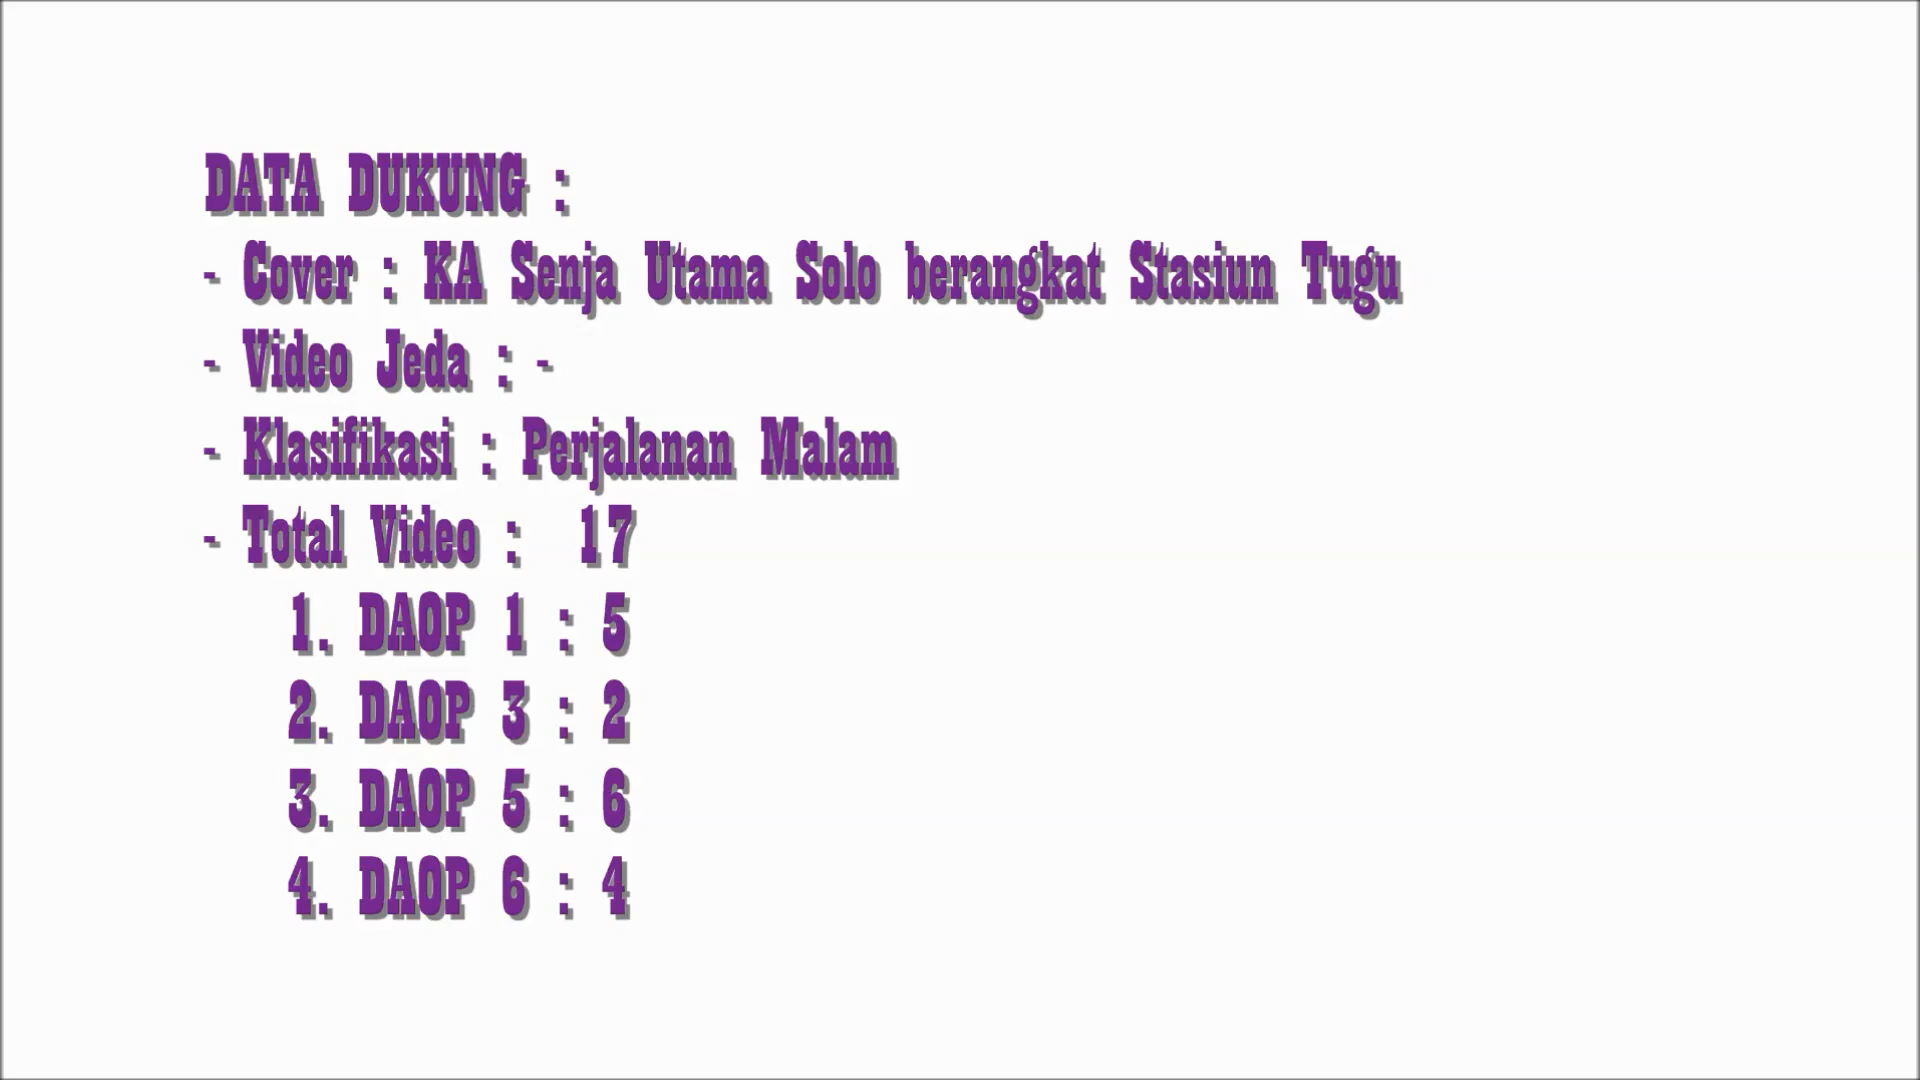 DATA DUKUNG :
- Cover : KA Senja Utama Solo berangkat Stasiun Tugu
- Video Jeda : -
- Klasifikasi : Perjalanan Malam
- Total Video : 17
1. DAOP 1 : 5
2. DAOP 3 : 2
3. DAOP 5 : 6
4. DAOP 6 : 4